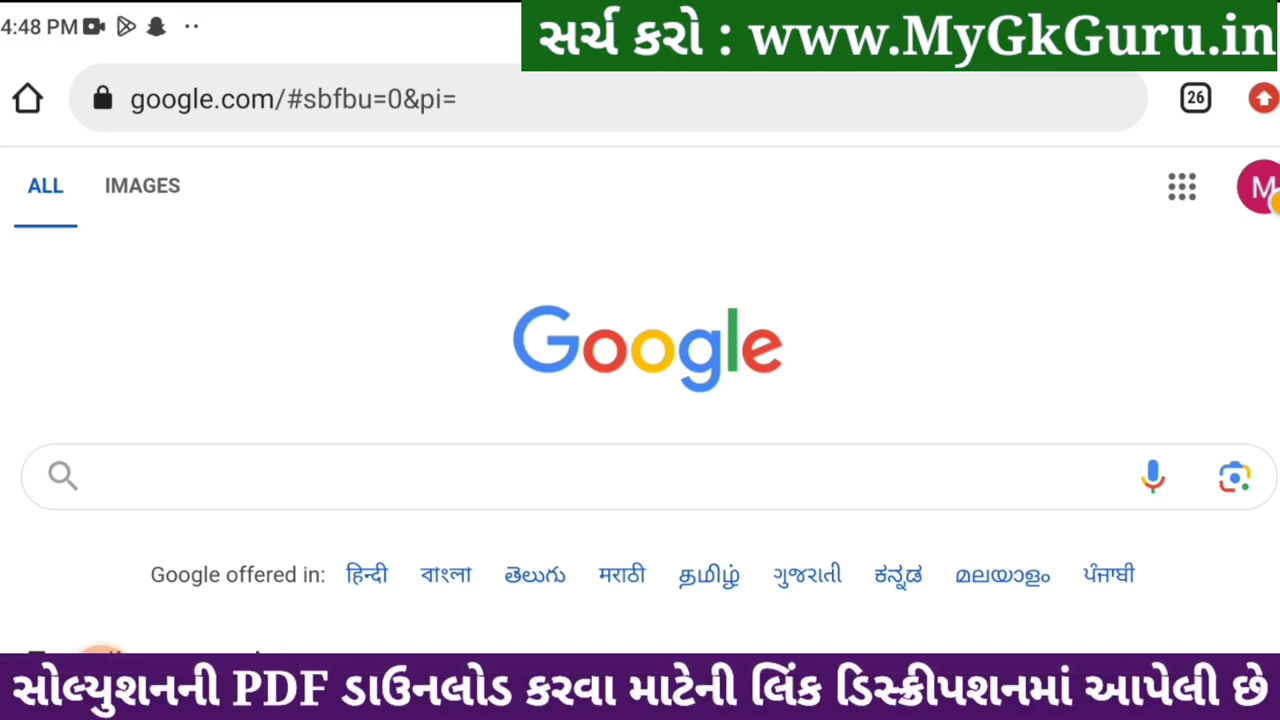 4:48 PM
સર્ચ કરો : www.MyGkGuru.in
google.com/#sbfbu=0&pi=
26
ALL IMAGES
M
Google
Google offered in: हिन्दी বাংলা తెలుగు मराठी தமிழ் ગુજરાતી ಕನ್ನಡ മലയാളം ਪੰਜਾਬੀ
સોલ્યુશનની PDF ડાઉનલોડ કરવા માટેની લિંક ડિસ્ક્રીપશનમાં આપેલી છે